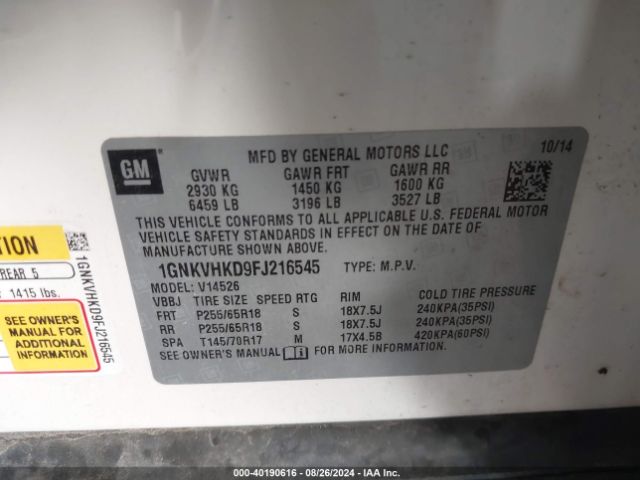 GM
MFD BY GENERAL MOTORS LLC
10/14
GVWR GAWR FRT GAWR RR
2930 KG 1450 KG 1600 KG
6459 LB 3196 LB 3527 LB
THIS VEHICLE CONFORMS TO ALL APPLICABLE U.S. FEDERAL MOTOR
VEHICLE SAFETY STANDARDS IN EFFECT ON THE DATE OF
MANUFACTURE SHOWN ABOVE.
1GNKVHKD9FJ216545 TYPE: M.P.V.
MODEL: V14526
VBBJ TIRE SIZE SPEED RTG RIM COLD TIRE PRESSURE
FRT P255/65R18 S 18X7.5J 240KPA(35PSI)
RR P255/65R18 S 18X7.5J 240KPA(35PSI)
SPA T145/70R17 M 17X4.5B 420KPA(60PSI)
SEE OWNER'S MANUAL FOR MORE INFORMATION.
TION
REAR 5
1415 lbs.
SEE OWNER'S
MANUAL FOR
ADDITIONAL
INFORMATION
1GNKVHKD9FJ216545
000-40190616 - 08/26/2024 - IAA Inc.